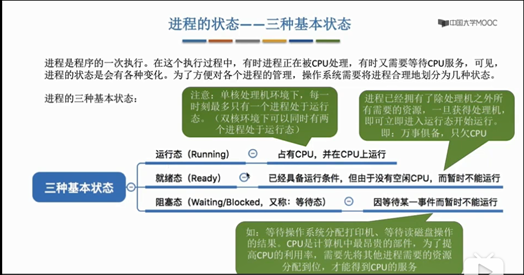 进程的状态——三种基本状态
中国大学MOOC
进程是程序的一次执行。在这个执行过程中，有时进程正在被CPU处理，有时又需要等待CPU服务，可见，
进程的状态是会有各种变化。为了方便对各个进程的管理，操作系统需要将进程合理地划分为几种状态。
进程的三种基本状态：
注意：单核处理机环境下，每一
时刻最多只有一个进程处于运行
态。（双核环境下可以同时有两
个进程处于运行态）
进程已经拥有了除处理机之外所
有需要的资源，一旦获得处理机，
即可立即进入运行态开始运行。
即：万事俱备，只欠CPU
三种基本状态
运行态（Running）
占有CPU，并在CPU上运行
就绪态（Ready）
已经具备运行条件，但由于没有空闲CPU，而暂时不能运行
阻塞态（Waiting/Blocked，又称：等待态）
因等待某一事件而暂时不能运行
如：等待操作系统分配打印机、等待读磁盘操作
的结果。CPU是计算机中最昂贵的部件，为了提
高CPU的利用率，需要先将其他进程需要的资源
分配到位，才能得到CPU的服务